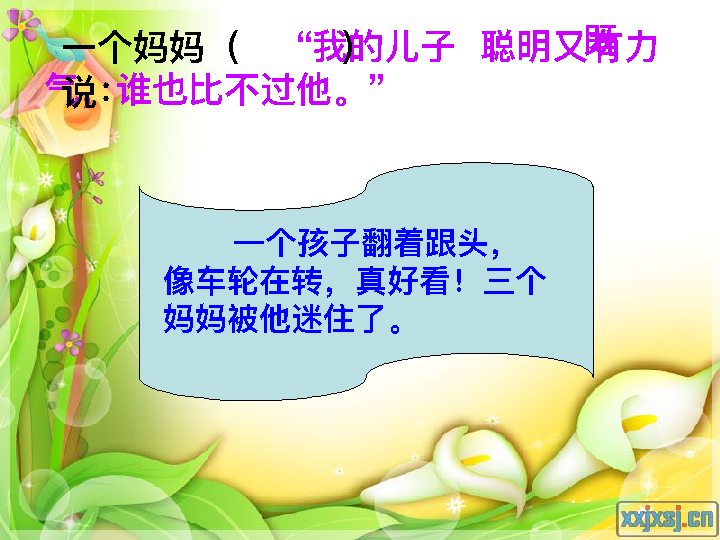 一个妈妈（　　　）“我的儿子既聪明又有力
说：气，谁也比不过他。”
一个孩子翻着跟头，
像车轮在转，真好看！三个
妈妈被他迷住了。
xxjxsj.cn